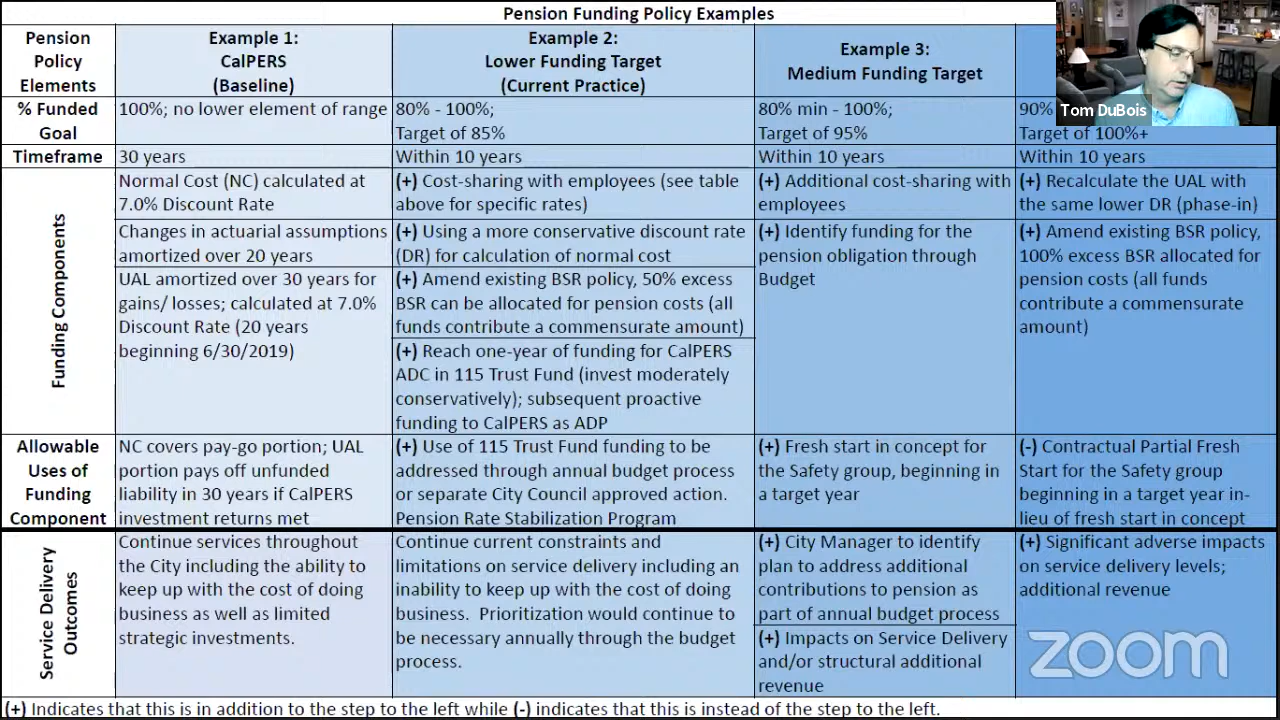 Pension Funding Policy Examples
Pension
Policy
Elements
Example 1:
CalPERS
(Baseline)
Example 2:
Lower Funding Target
(Current Practice)
Example 3:
Medium Funding Target
% Funded
Goal
100%; no lower element of range
80% - 100%;
Target of 85%
80% min - 100%;
Target of 95%
90%
Target of 100%+
Tom DuBois
Timeframe
30 years
Within 10 years
Within 10 years
Within 10 years
Funding Components
Normal Cost (NC) calculated at
7.0% Discount Rate
Changes in actuarial assumptions
amortized over 20 years
UAL amortized over 30 years for
gains/ losses; calculated at 7.0%
Discount Rate (20 years
beginning 6/30/2019)
(+) Cost-sharing with employees (see table
above for specific rates)
(+) Using a more conservative discount rate
(DR) for calculation of normal cost
(+) Amend existing BSR policy, 50% excess
BSR can be allocated for pension costs (all
funds contribute a commensurate amount)
(+) Reach one-year of funding for CalPERS
ADC in 115 Trust Fund (invest moderately
conservatively); subsequent proactive
funding to CalPERS as ADP
(+) Additional cost-sharing with
employees
(+) Identify funding for the
pension obligation through
Budget
(+) Recalculate the UAL with
the same lower DR (phase-in)
(+) Amend existing BSR policy,
100% excess BSR allocated for
pension costs (all funds
contribute a commensurate
amount)
Allowable
Uses of
Funding
Component
NC covers pay-go portion; UAL
portion pays off unfunded
liability in 30 years if CalPERS
investment returns met
(+) Use of 115 Trust Fund funding to be
addressed through annual budget process
or separate City Council approved action.
Pension Rate Stabilization Program
(+) Fresh start in concept for
the Safety group, beginning in
a target year
(-) Contractual Partial Fresh
Start for the Safety group
beginning in a target year in-
lieu of fresh start in concept
Service Delivery
Outcomes
Continue services throughout
the City including the ability to
keep up with the cost of doing
business as well as limited
strategic investments.
Continue current constraints and
limitations on service delivery including an
inability to keep up with the cost of doing
business.  Prioritization would continue to
be necessary annually through the budget
process.
(+) City Manager to identify
plan to address additional
contributions to pension as
part of annual budget process
(+) Impacts on Service Delivery
and/or structural additional
revenue
(+) Significant adverse impacts
on service delivery levels;
additional revenue
zoom
(+) Indicates that this is in addition to the step to the left while (-) indicates that this is instead of the step to the left.